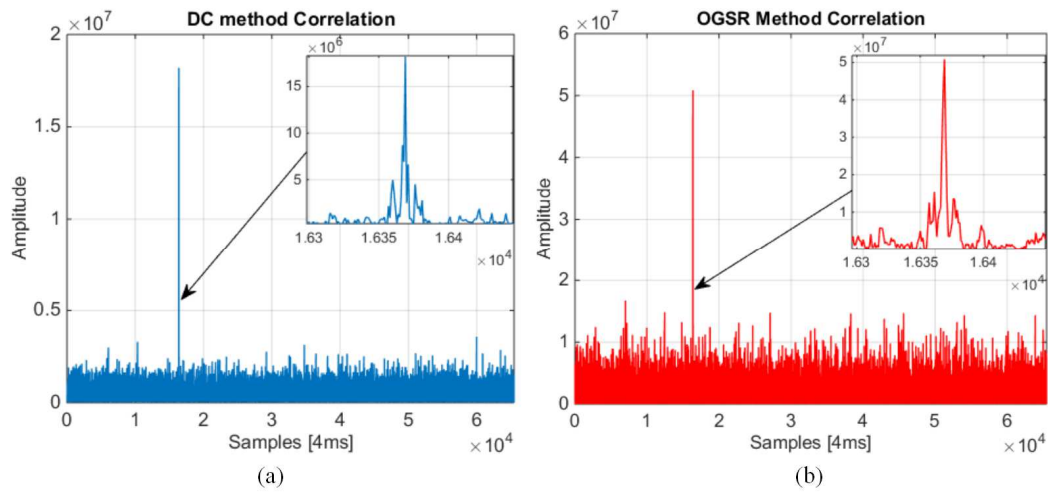 DC method Correlation
×10⁷
2
1.5
1
0.5
0
Amplitude
0 1 2 3 4 5 6
Samples [4ms]
×10⁴
×10⁶
15
10
5
1.63 1.635 1.64
×10⁴
(a)
OGSR Method Correlation
×10⁷
6
5
4
3
2
1
0
Amplitude
0 1 2 3 4 5 6
Samples [4ms]
×10⁴
×10⁷
5
4
3
2
1
1.63 1.635 1.64
×10⁴
(b)